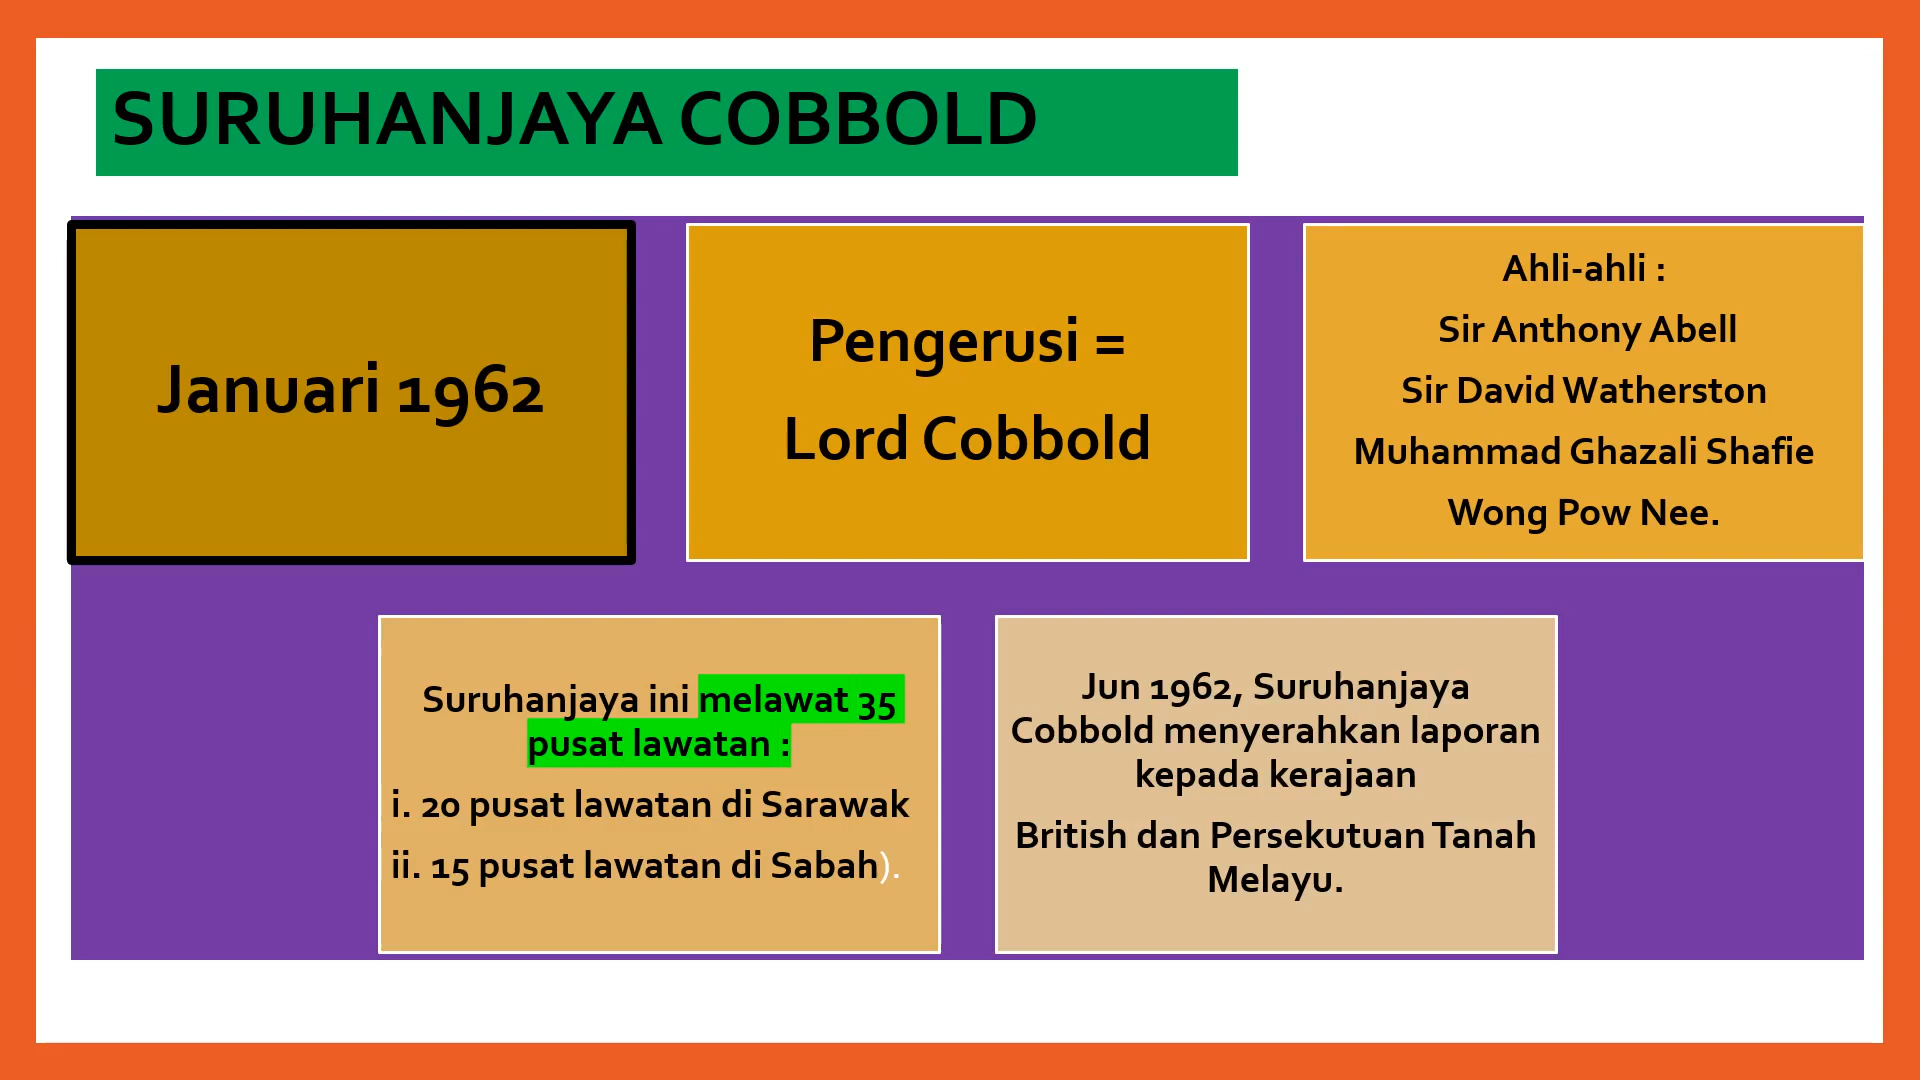 SURUHANJAYA COBBOLD
Januari 1962
Pengerusi =
Lord Cobbold
Ahli-ahli :
Sir Anthony Abell
Sir David Watherston
Muhammad Ghazali Shafie
Wong Pow Nee.
Suruhanjaya ini melawat 35
pusat lawatan :
i. 20 pusat lawatan di Sarawak
ii. 15 pusat lawatan di Sabah).
Jun 1962, Suruhanjaya
Cobbold menyerahkan laporan
kepada kerajaan
British dan Persekutuan Tanah
Melayu.